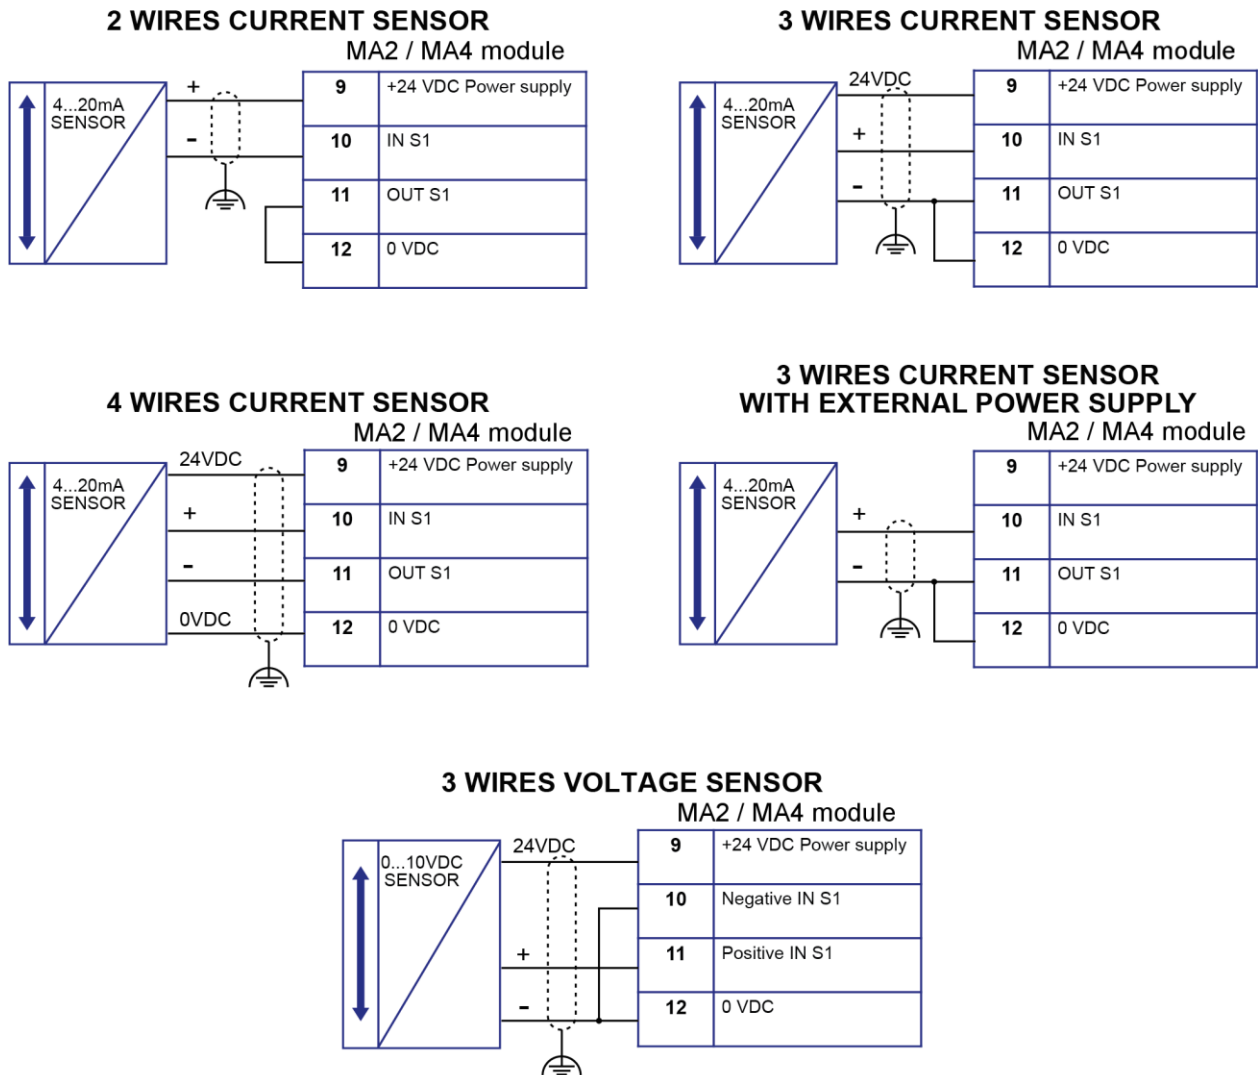 2 WIRES CURRENT SENSOR
MA2 / MA4 module
4...20mA
SENSOR
+
-
9 +24 VDC Power supply
10 IN S1
11 OUT S1
12 0 VDC
3 WIRES CURRENT SENSOR
MA2 / MA4 module
4...20mA
SENSOR
24VDC
+
-
9 +24 VDC Power supply
10 IN S1
11 OUT S1
12 0 VDC
4 WIRES CURRENT SENSOR
MA2 / MA4 module
4...20mA
SENSOR
24VDC
+
-
0VDC
9 +24 VDC Power supply
10 IN S1
11 OUT S1
12 0 VDC
3 WIRES CURRENT SENSOR
WITH EXTERNAL POWER SUPPLY
MA2 / MA4 module
4...20mA
SENSOR
+
-
9 +24 VDC Power supply
10 IN S1
11 OUT S1
12 0 VDC
3 WIRES VOLTAGE SENSOR
MA2 / MA4 module
0...10VDC
SENSOR
24VDC
+
-
9 +24 VDC Power supply
10 Negative IN S1
11 Positive IN S1
12 0 VDC